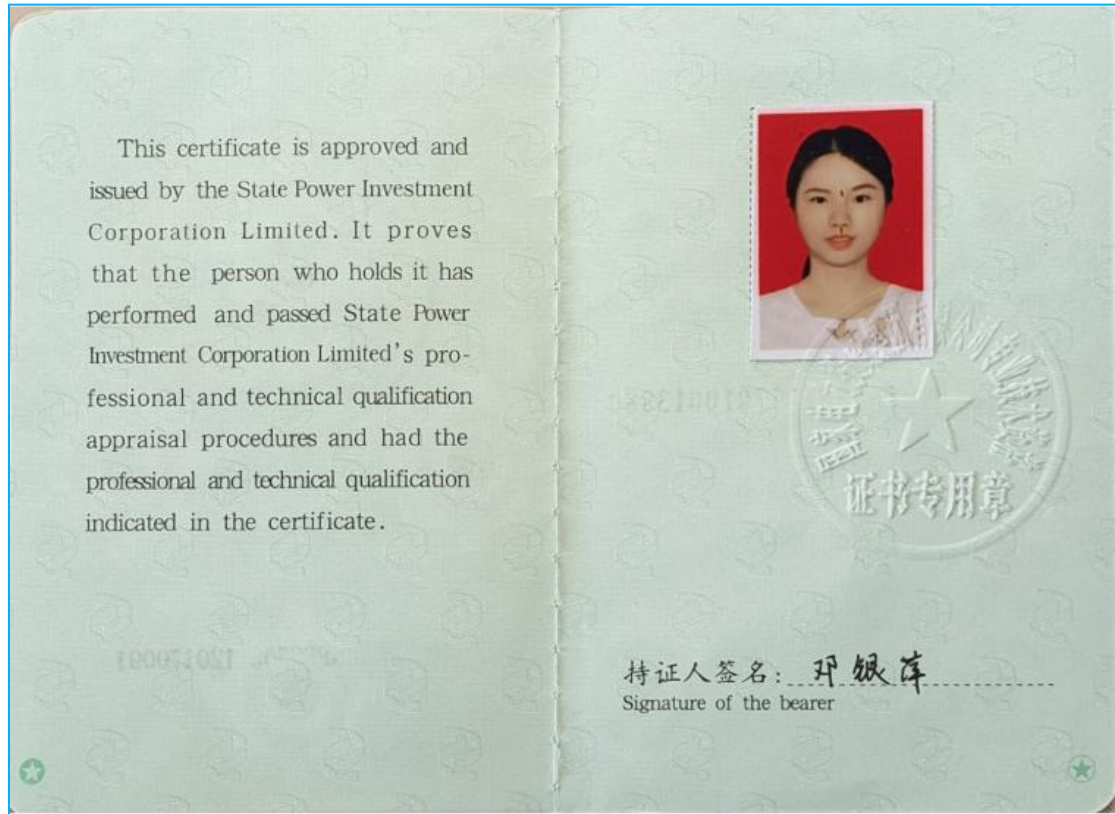 This certificate is approved and
issued by the State Power Investment
Corporation Limited. It proves
that the person who holds it has
performed and passed State Power
Investment Corporation Limited's pro-
fessional and technical qualification
appraisal procedures and had the
professional and technical qualification
indicated in the certificate.
证书专用章
持证人签名：邓银萍
Signature of the bearer